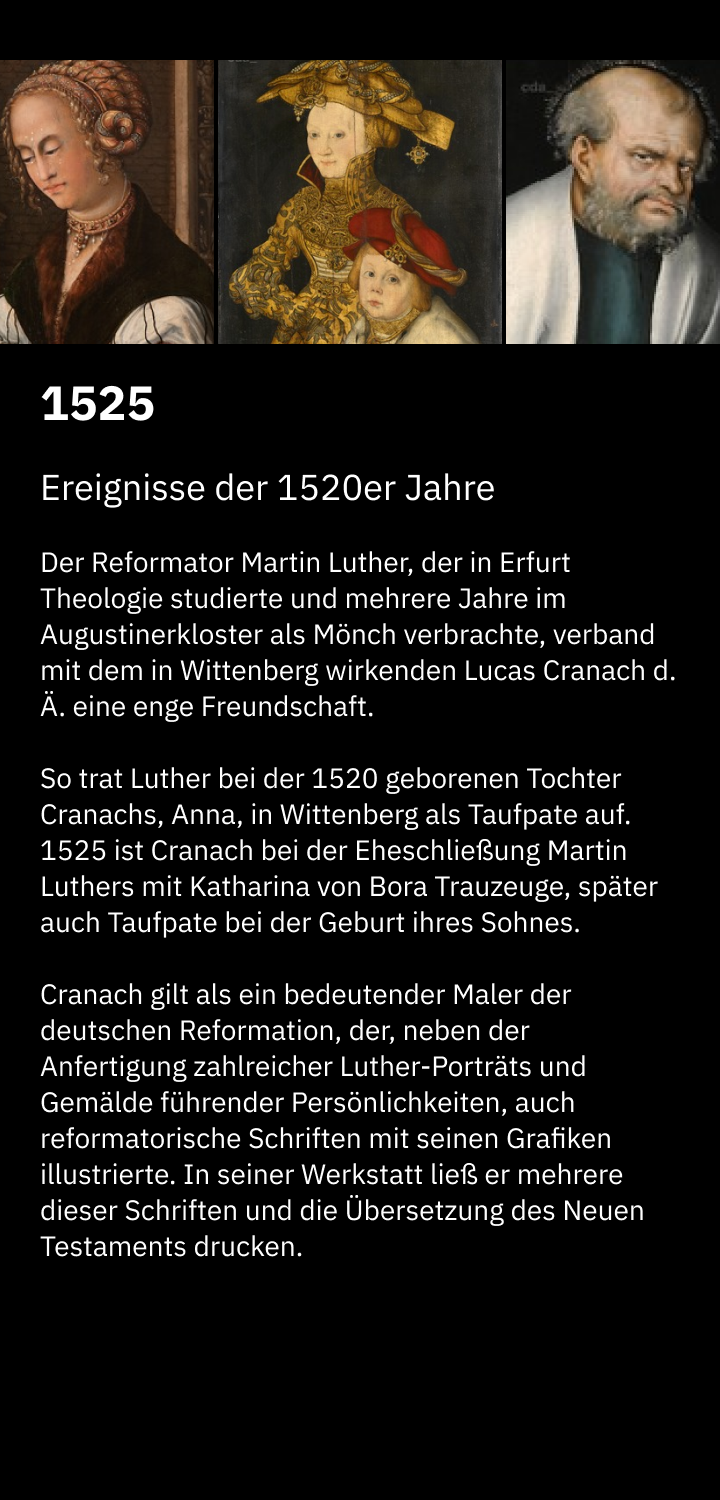 cda_
1525
Ereignisse der 1520er Jahre
Der Reformator Martin Luther, der in Erfurt
Theologie studierte und mehrere Jahre im
Augustinerkloster als Mönch verbrachte, verband
mit dem in Wittenberg wirkenden Lucas Cranach d.
Ä. eine enge Freundschaft.
So trat Luther bei der 1520 geborenen Tochter
Cranachs, Anna, in Wittenberg als Taufpate auf.
1525 ist Cranach bei der Eheschließung Martin
Luthers mit Katharina von Bora Trauzeuge, später
auch Taufpate bei der Geburt ihres Sohnes.
Cranach gilt als ein bedeutender Maler der
deutschen Reformation, der, neben der
Anfertigung zahlreicher Luther-Porträts und
Gemälde führender Persönlichkeiten, auch
reformatorische Schriften mit seinen Grafiken
illustrierte. In seiner Werkstatt ließ er mehrere
dieser Schriften und die Übersetzung des Neuen
Testaments drucken.